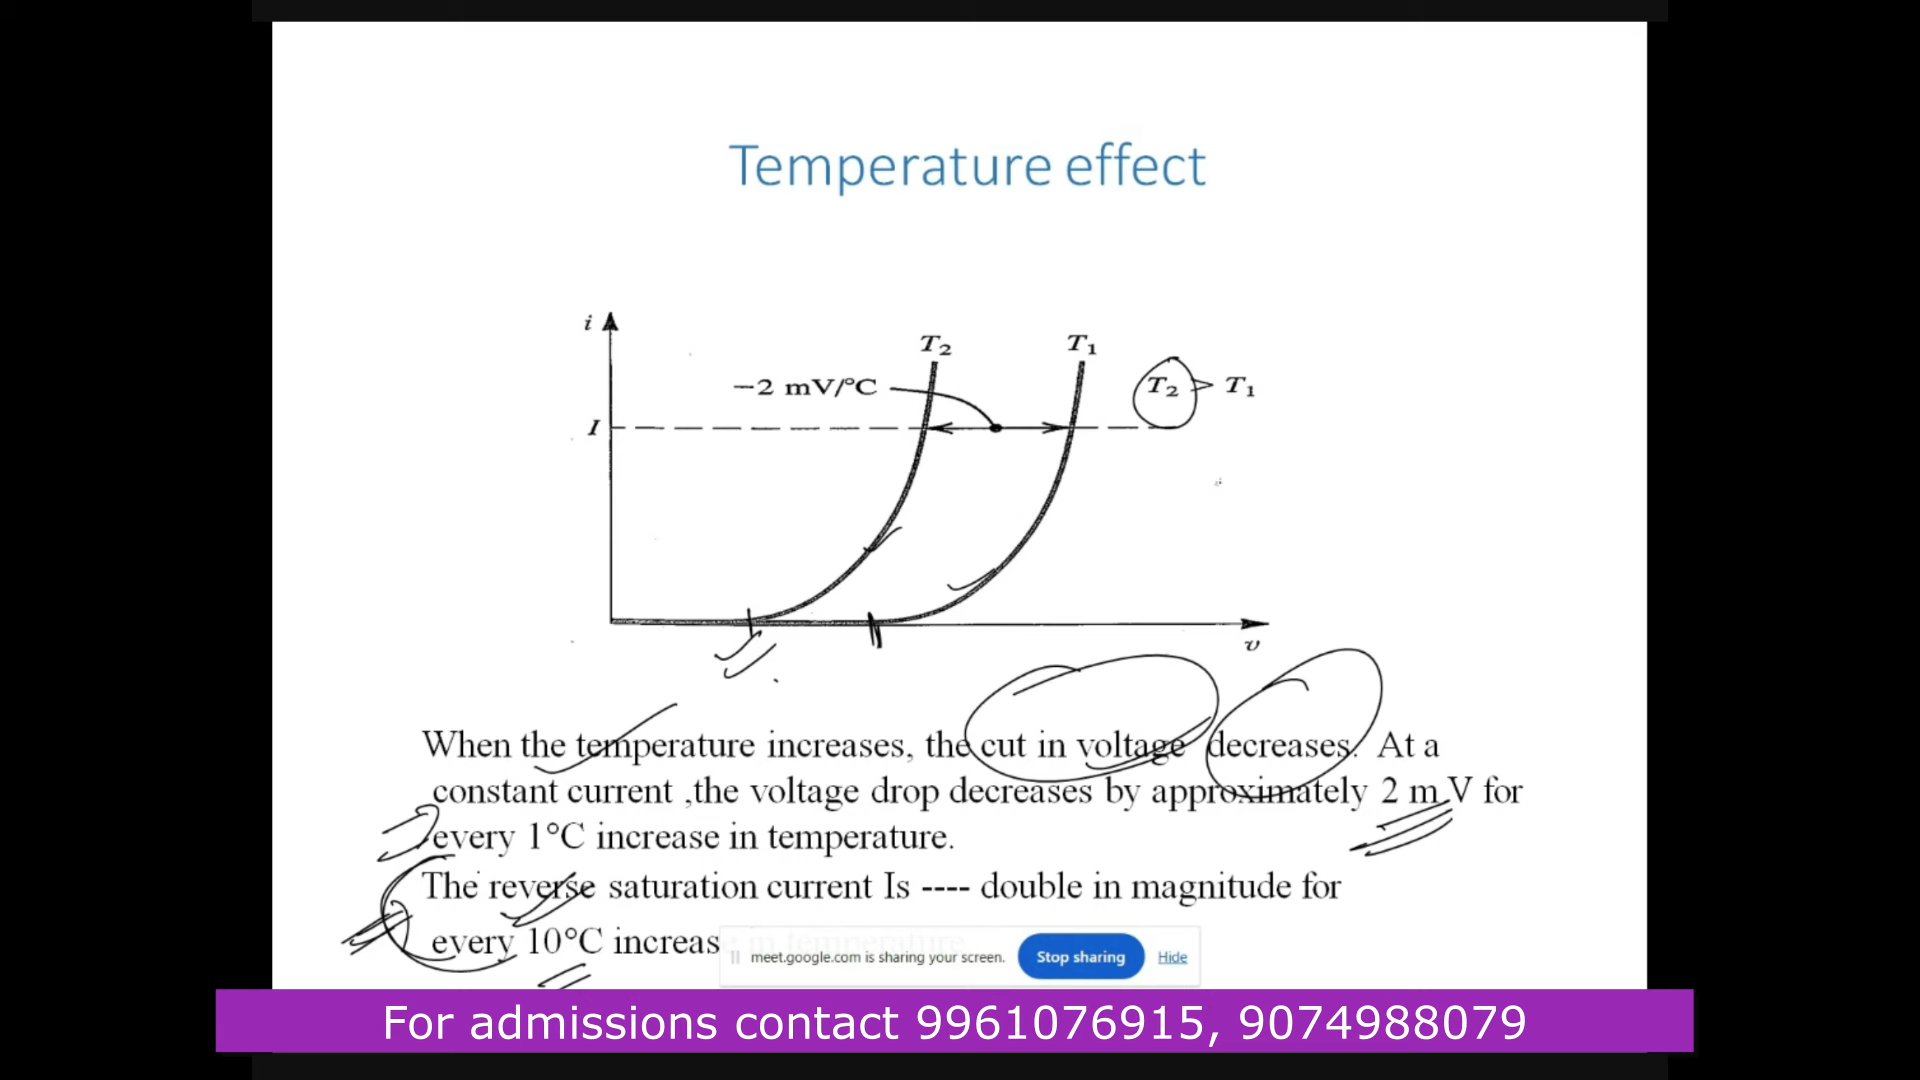 Temperature effect
i
T2
T1
−2 mV/°C
T2 > T1
I
v
When the temperature increases, the cut in voltage decreases. At a
constant current ,the voltage drop decreases by approximately 2 m V for
every 1°C increase in temperature.
The reverse saturation current Is ---- double in magnitude for
every 10°C increase in temperature
meet.google.com is sharing your screen.
Stop sharing
Hide
For admissions contact 9961076915, 9074988079